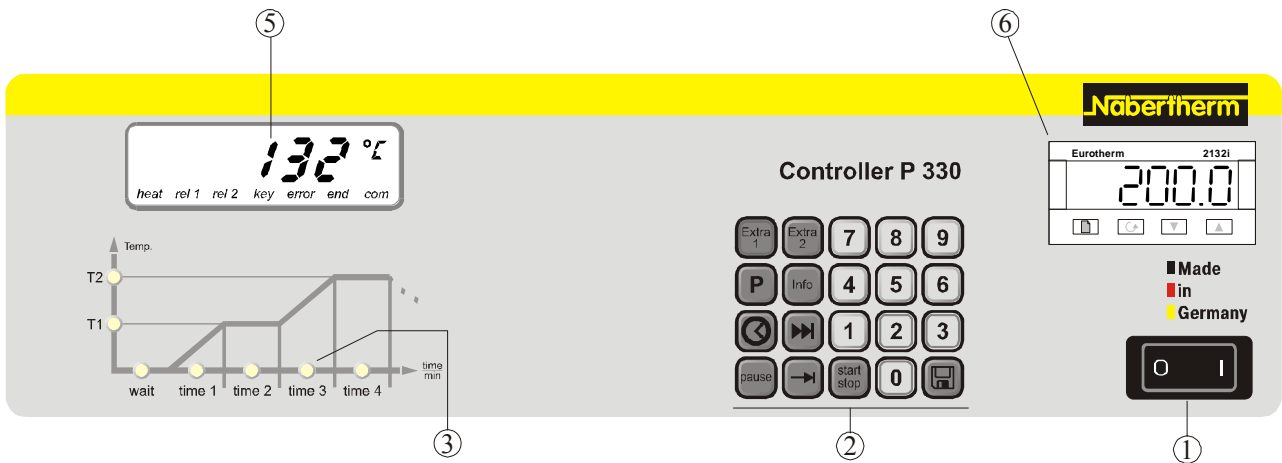 ⑤
⑥
Nabertherm
132 °C
heat rel 1 rel 2 key error end com
Eurotherm 2132i
200.0
Controller P 330
Extra 1 Extra 2 7 8 9
P Info 4 5 6
1 2 3
pause start stop 0
Temp.
T2
T1
wait time 1 time 2 time 3 time 4
time
min
Made
in
Germany
O I
③
②
①